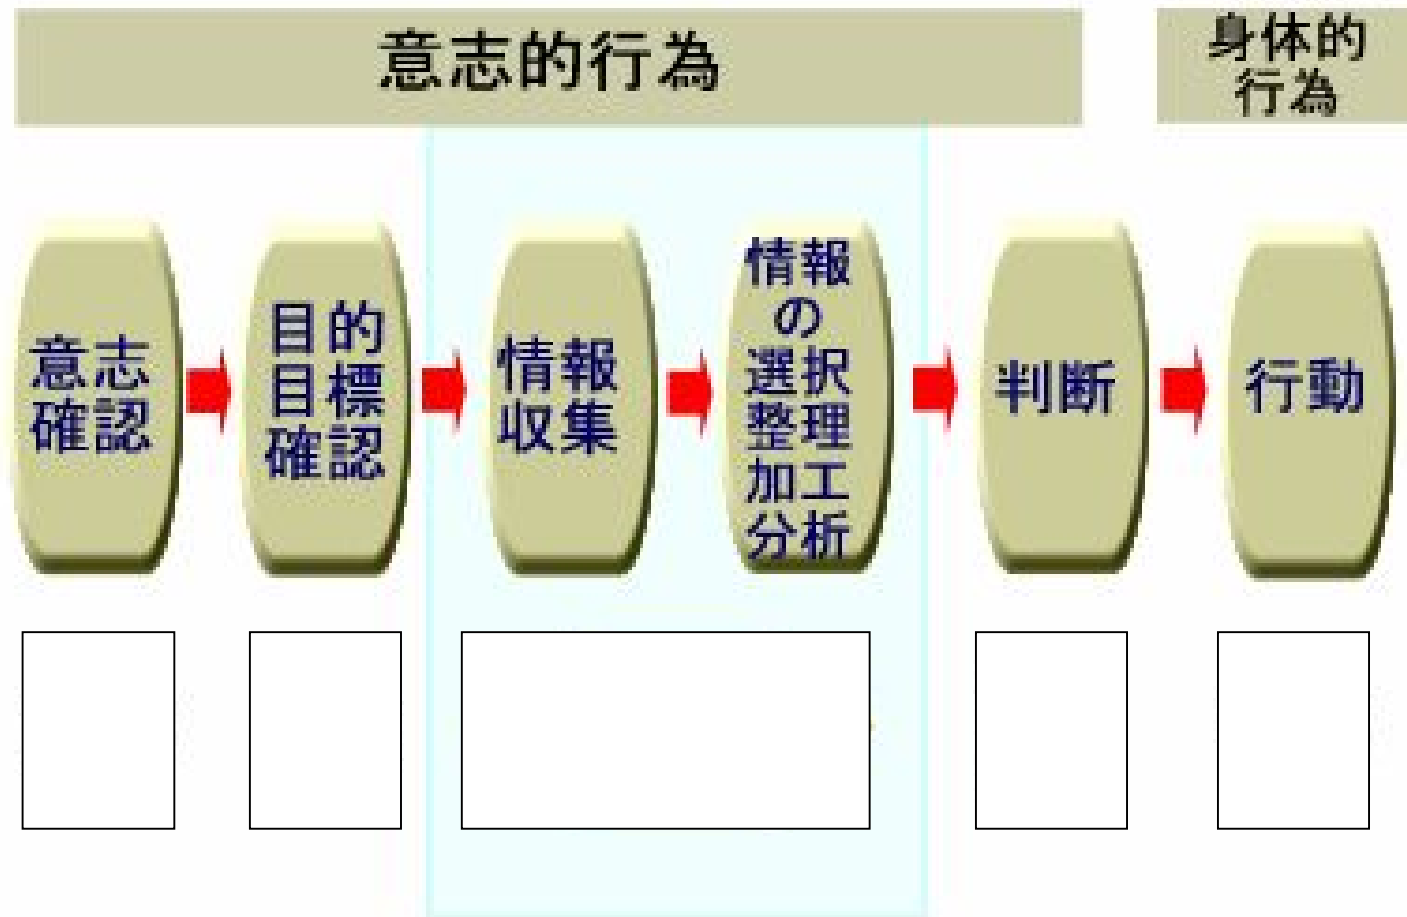 意志的行為
身体的
行為
意志
確認
目的
目標
確認
情報
収集
情報
の
選択
整理
加工
分析
判断
行動